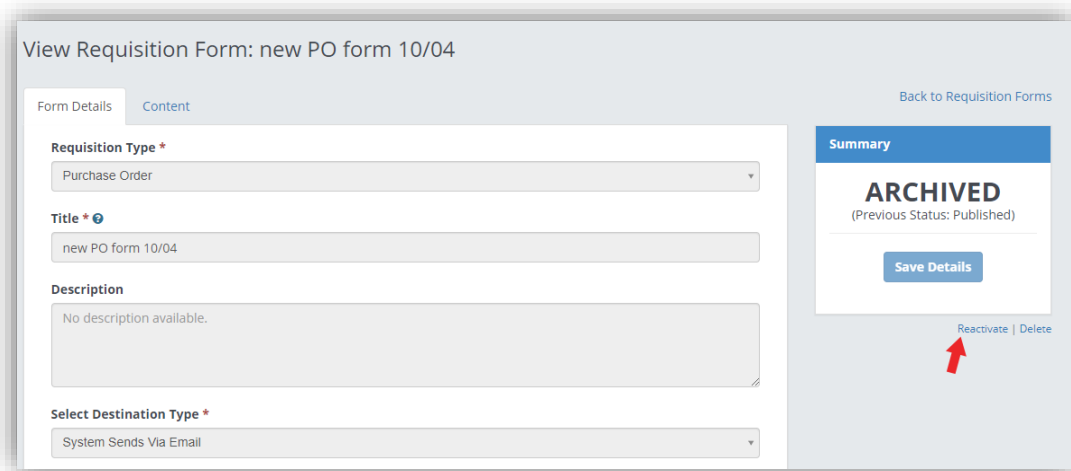 View Requisition Form: new PO form 10/04
Back to Requisition Forms
Form Details
Content
Requisition Type *
Purchase Order
Title *
new PO form 10/04
Description
No description available.
Select Destination Type *
System Sends Via Email
Summary
ARCHIVED
(Previous Status: Published)
Save Details
Reactivate | Delete